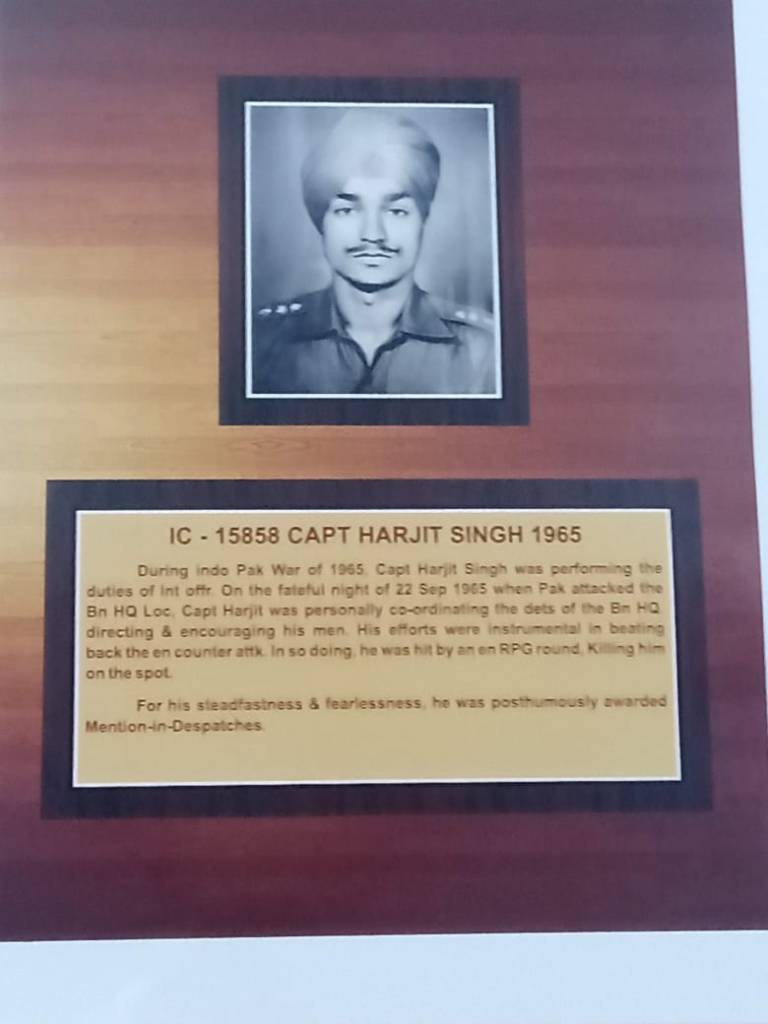 IC - 15858 CAPT HARJIT SINGH 1965
During Indo Pak War of 1965, Capt Harjit Singh was performing the
duties of Int offr. On the fateful night of 22 Sep 1965 when Pak attacked the
Bn HQ Loc, Capt Harjit was personally co-ordinating the dets of the Bn HQ
directing & encouraging his men. His efforts were instrumental in beating
back the en counter attk. In so doing, he was hit by an en RPG round, Killing him
on the spot.
For his steadfastness & fearlessness, he was posthumously awarded
Mention-in-Despatches.